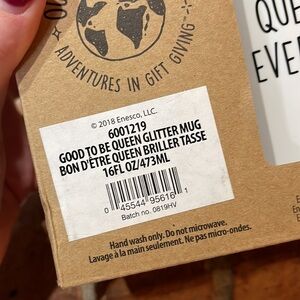 ADVENTURES IN GIFT GIVING
© 2018 Enesco, LLC.
6001219
GOOD TO BE QUEEN GLITTER MUG
BON D'ÊTRE QUEEN BRILLER TASSE
16FL OZ/473ML
0 45544 95616 1
Batch no. 0819HV
Hand wash only. Do not microwave.
Lavage à la main seulement. Ne pas micro-ondes.
QUE
EVE